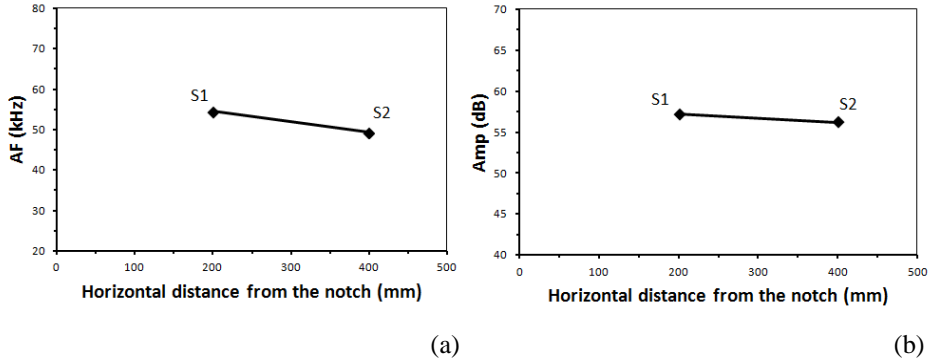 80
70
60
50
40
30
20
AF (kHz)
S1
S2
0 100 200 300 400 500
Horizontal distance from the notch (mm)
(a)
70
65
60
55
50
45
40
Amp (dB)
S1
S2
0 100 200 300 400 500
Horizontal distance from the notch (mm)
(b)